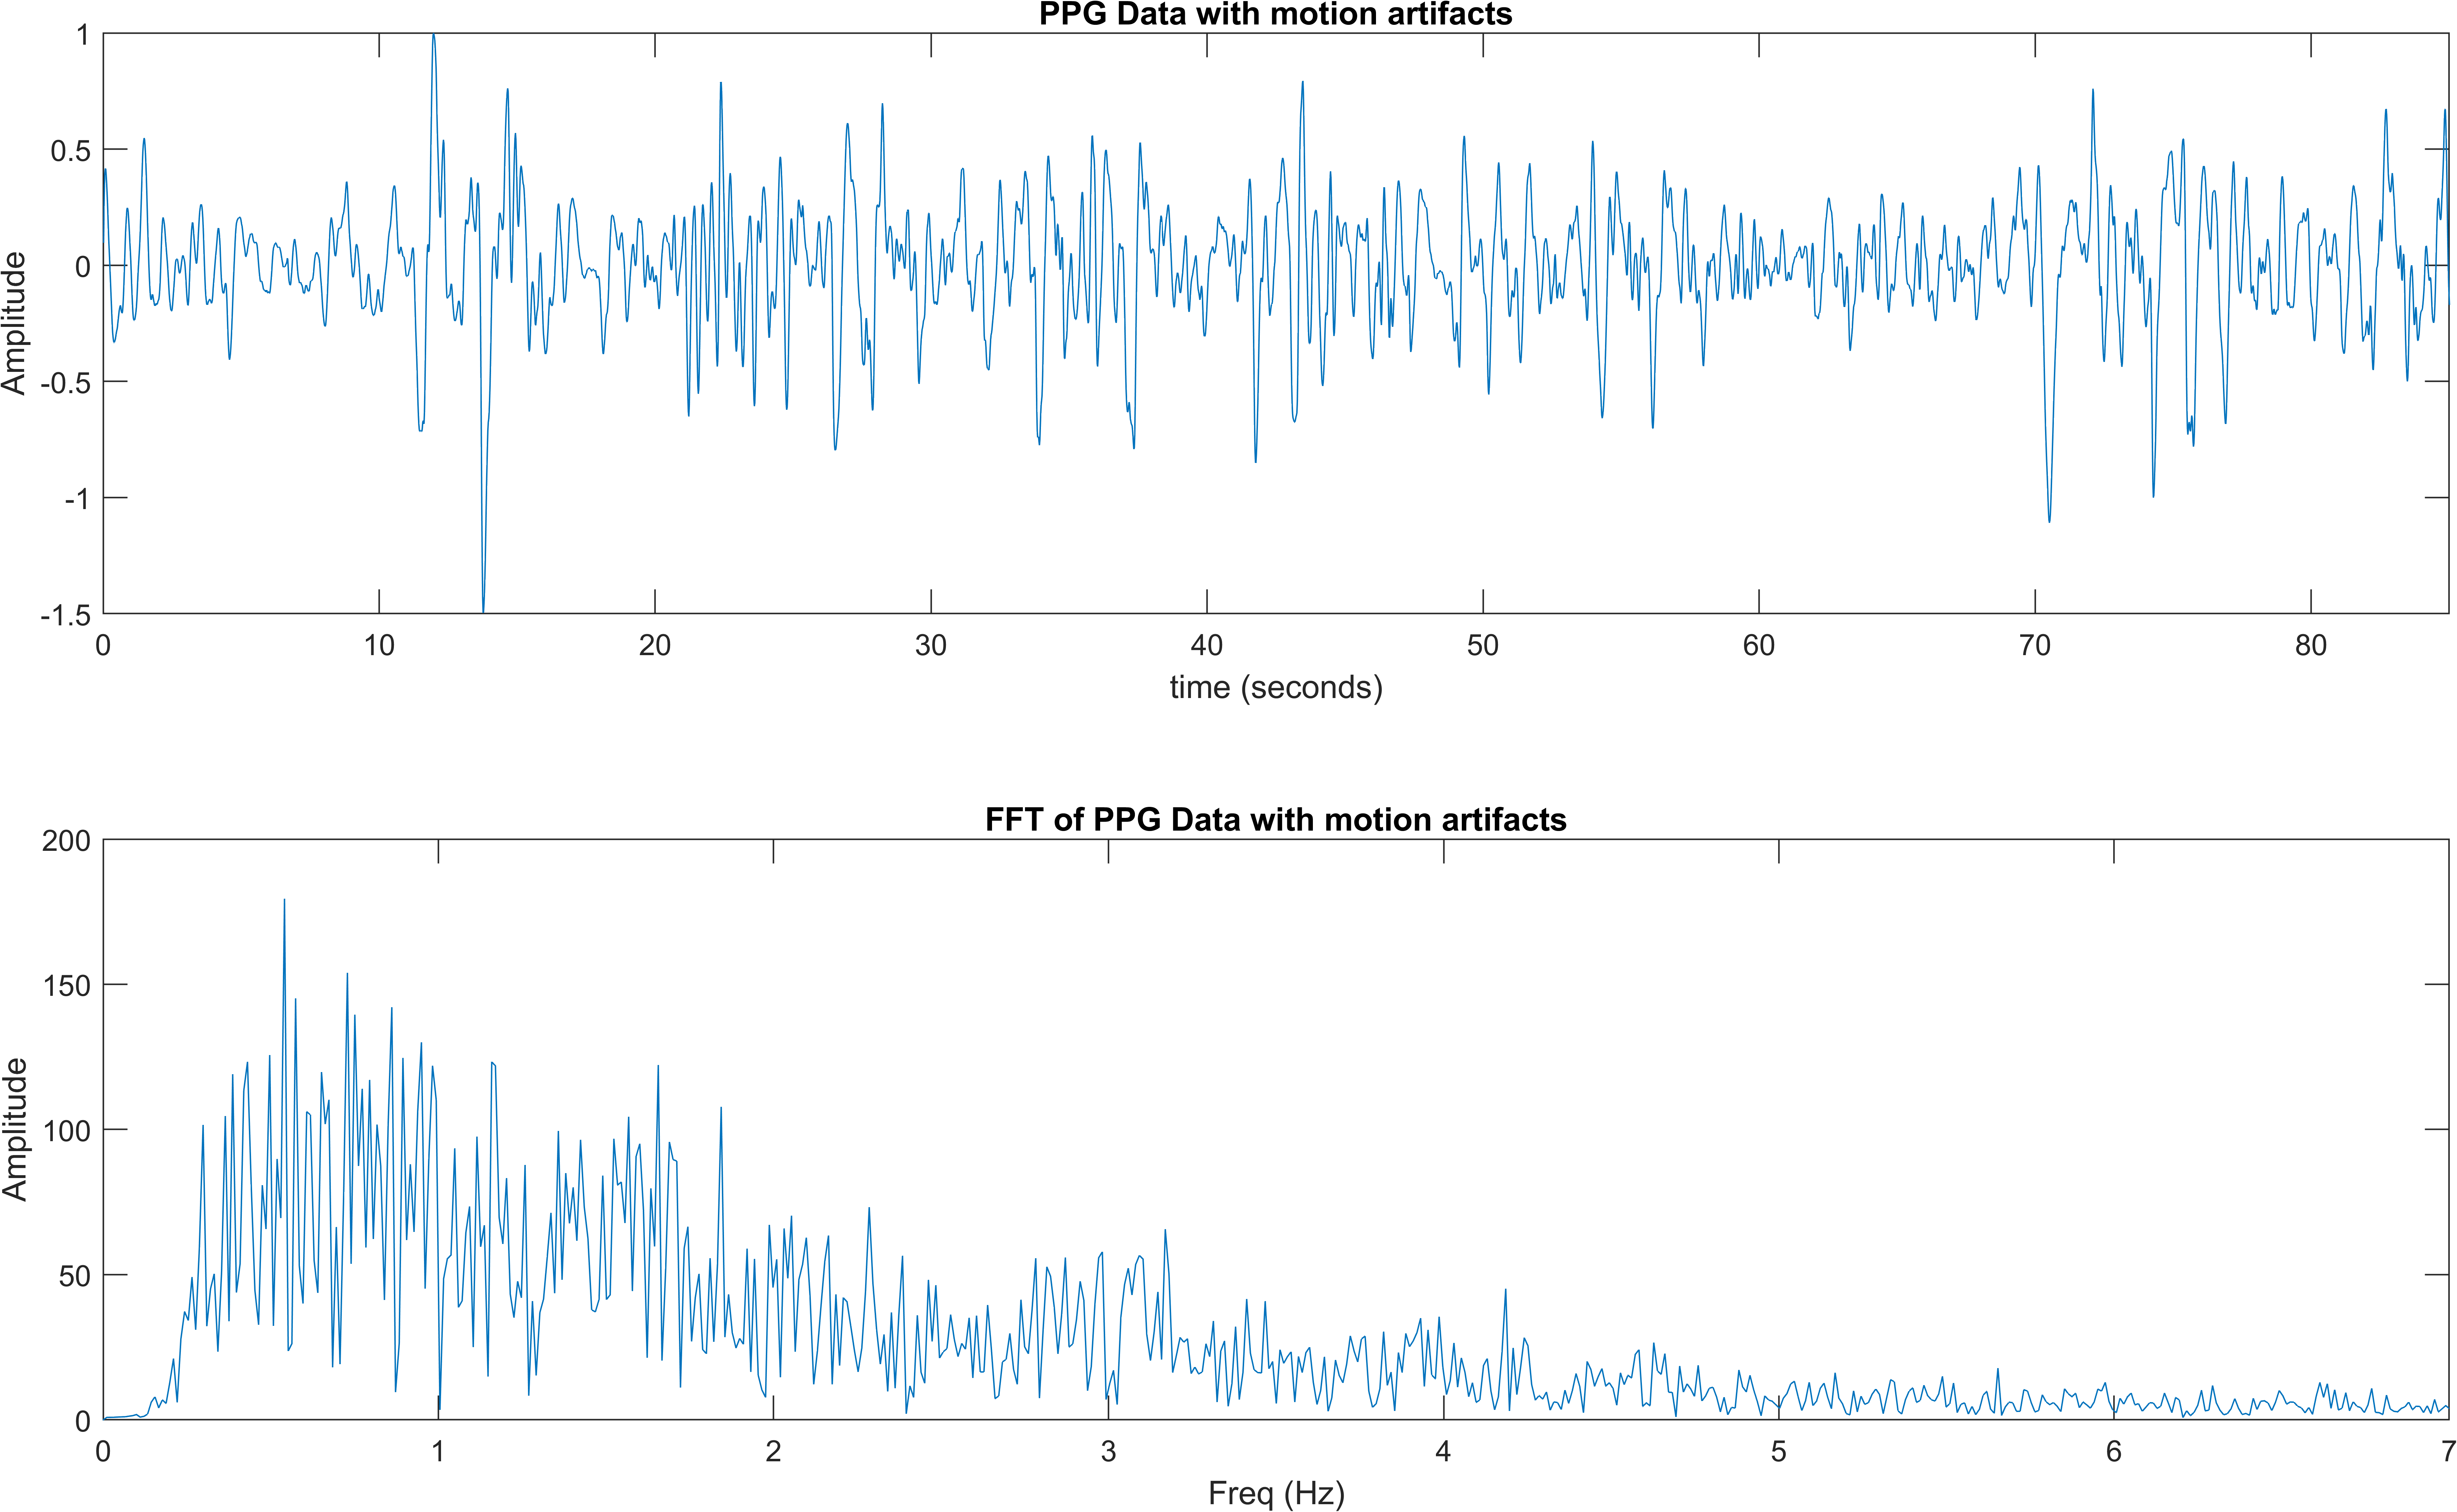 PPG Data with motion artifacts
1
0.5
0
-0.5
-1
-1.5
Amplitude
0 10 20 30 40 50 60 70 80
time (seconds)
FFT of PPG Data with motion artifacts
200
150
100
50
0
Amplitude
0 1 2 3 4 5 6 7
Freq (Hz)